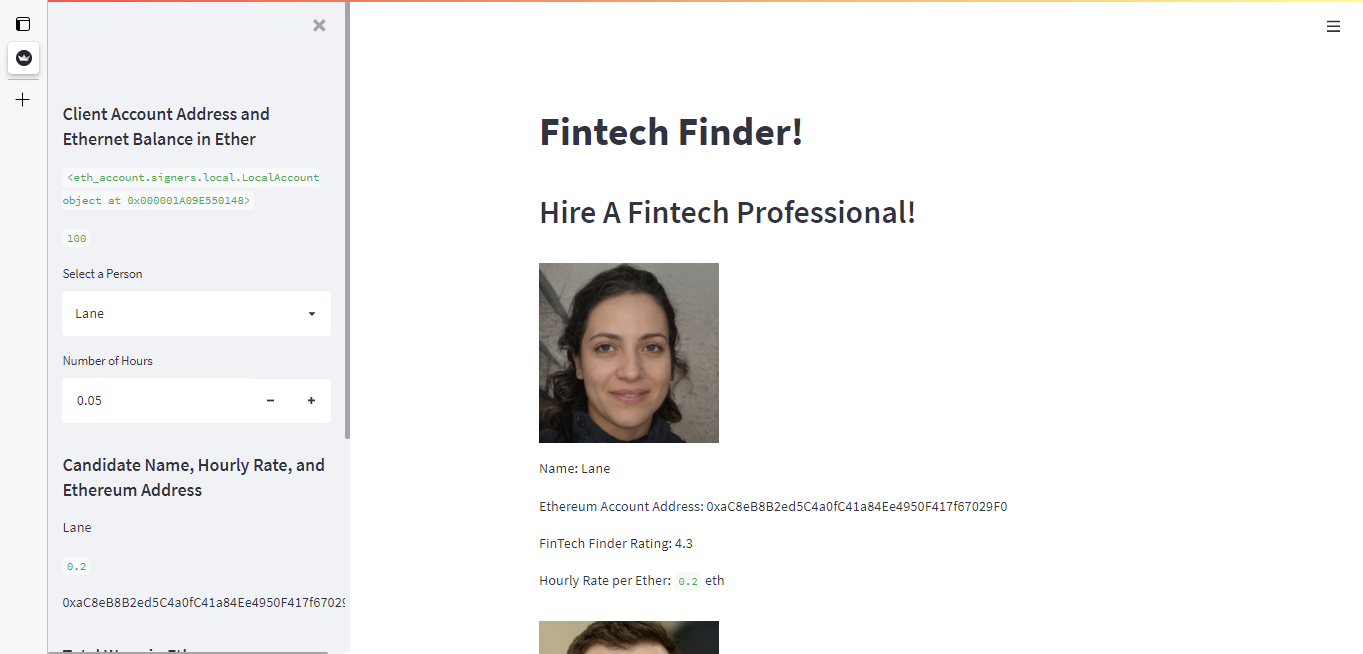 Client Account Address and
Ethernet Balance in Ether
<eth_account.signers.local.LocalAccount
object at 0x000001A09E550148>
100
Select a Person
Lane
Number of Hours
0.05
Candidate Name, Hourly Rate, and
Ethereum Address
Lane
0.2
0xaC8eB8B2ed5C4a0fC41a84Ee4950F417f67029
Fintech Finder!
Hire A Fintech Professional!
Name: Lane
Ethereum Account Address: 0xaC8eB8B2ed5C4a0fC41a84Ee4950F417f67029F0
FinTech Finder Rating: 4.3
Hourly Rate per Ether: 0.2 eth